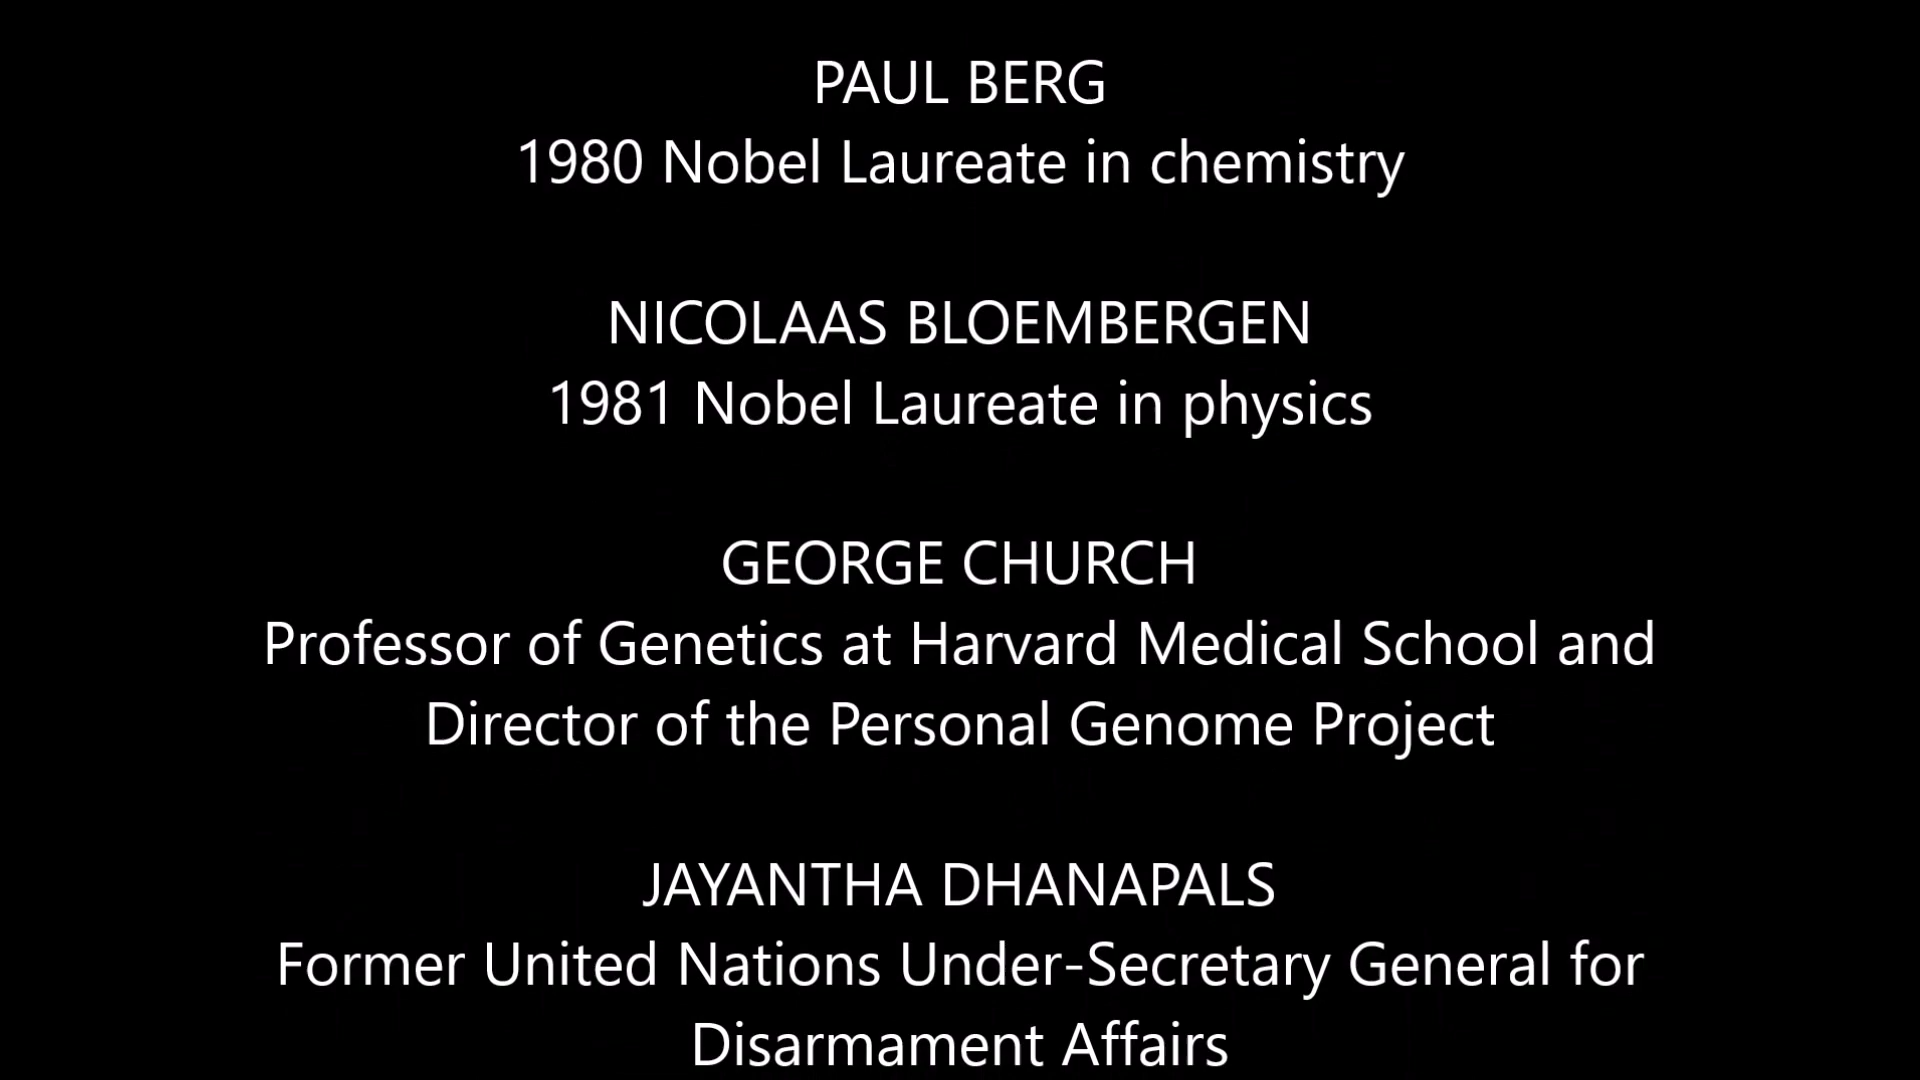 PAUL BERG
1980 Nobel Laureate in chemistry
NICOLAAS BLOEMBERGEN
1981 Nobel Laureate in physics
GEORGE CHURCH
Professor of Genetics at Harvard Medical School and
Director of the Personal Genome Project
JAYANTHA DHANAPALS
Former United Nations Under-Secretary General for
Disarmament Affairs